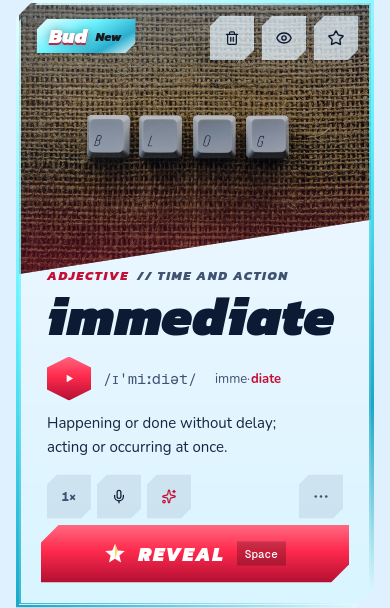 Bud New
B L O G
ADJECTIVE // TIME AND ACTION
immediate
/ɪˈmiːdiət/ imme·diate
Happening or done without delay;
acting or occurring at once.
1×
REVEAL Space